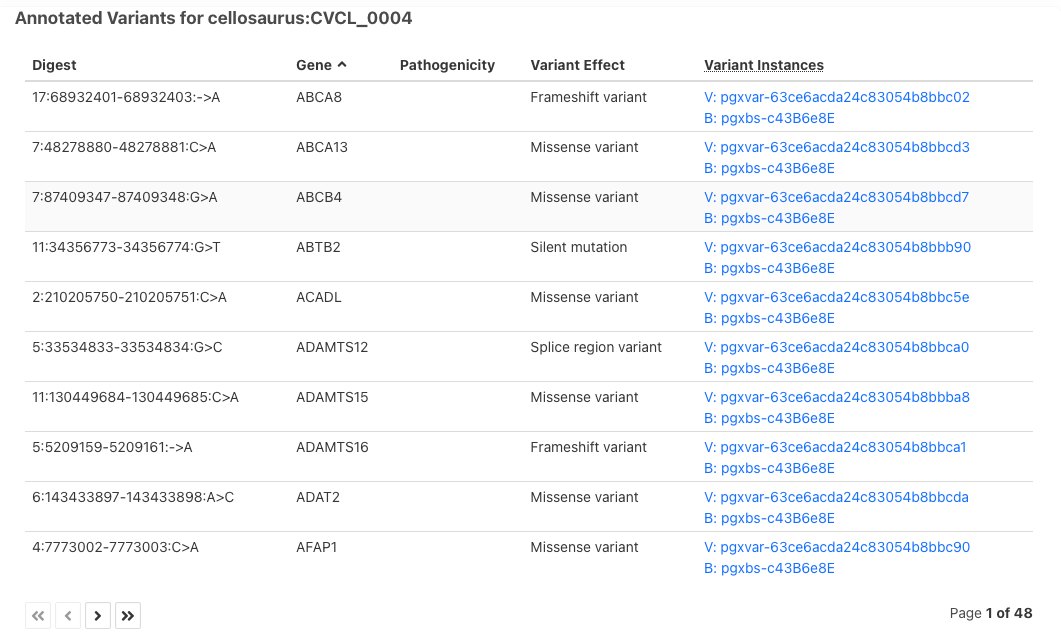 Annotated Variants for cellosaurus:CVCL_0004
Digest Gene Pathogenicity Variant Effect Variant Instances
17:68932401-68932403:->A ABCA8 Frameshift variant V: pgxvar-63ce6acda24c83054b8bbc02
B: pgxbs-c43B6e8E
7:48278880-48278881:C>A ABCA13 Missense variant V: pgxvar-63ce6acda24c83054b8bbcd3
B: pgxbs-c43B6e8E
7:87409347-87409348:G>A ABCB4 Missense variant V: pgxvar-63ce6acda24c83054b8bbcd7
B: pgxbs-c43B6e8E
11:34356773-34356774:G>T ABTB2 Silent mutation V: pgxvar-63ce6acda24c83054b8bbb90
B: pgxbs-c43B6e8E
2:210205750-210205751:C>A ACADL Missense variant V: pgxvar-63ce6acda24c83054b8bbc5e
B: pgxbs-c43B6e8E
5:33534833-33534834:G>C ADAMTS12 Splice region variant V: pgxvar-63ce6acda24c83054b8bbca0
B: pgxbs-c43B6e8E
11:130449684-130449685:C>A ADAMTS15 Missense variant V: pgxvar-63ce6acda24c83054b8bbba8
B: pgxbs-c43B6e8E
5:5209159-5209161:->A ADAMTS16 Frameshift variant V: pgxvar-63ce6acda24c83054b8bbca1
B: pgxbs-c43B6e8E
6:143433897-143433898:A>C ADAT2 Missense variant V: pgxvar-63ce6acda24c83054b8bbcda
B: pgxbs-c43B6e8E
4:7773002-7773003:C>A AFAP1 Missense variant V: pgxvar-63ce6acda24c83054b8bbc90
B: pgxbs-c43B6e8E
Page 1 of 48